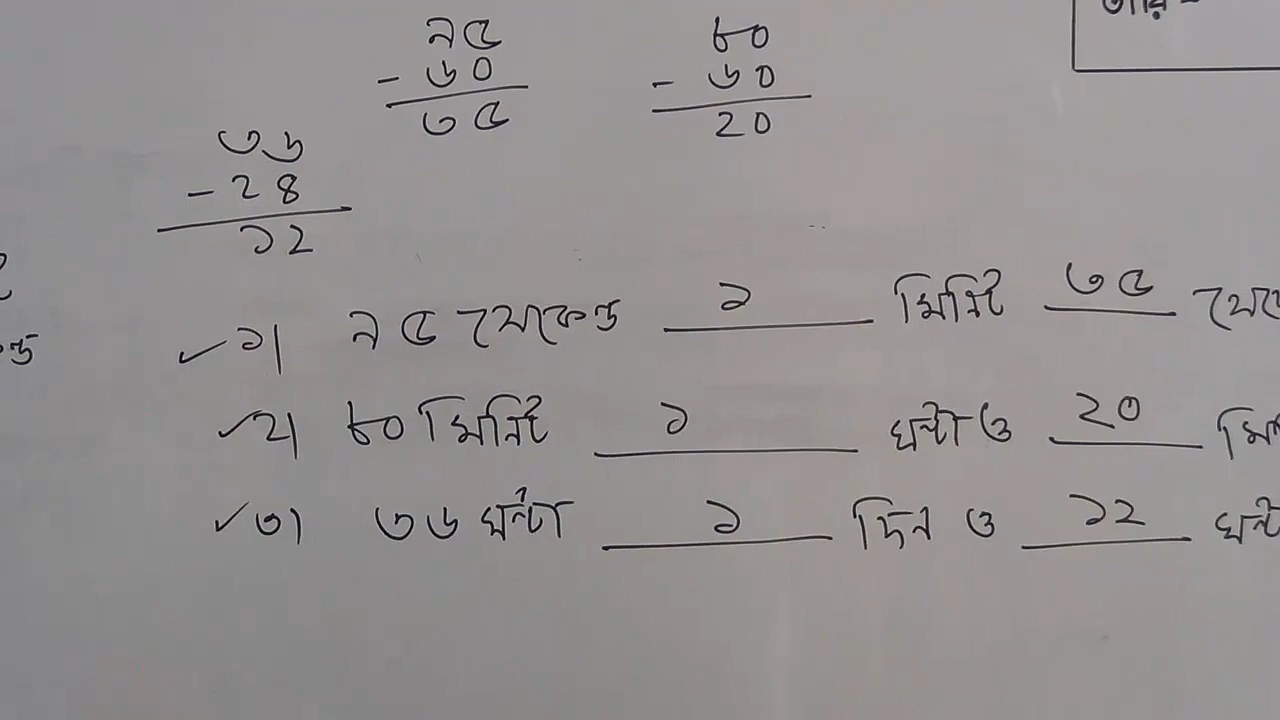 তারি -
৯৫
- ৬০
৩৫
৮০
- ৬০
২০
৩৬
- ২৪
১২
১। ৯৫ সেকেন্ড ১ মিনিট ৩৫ সেকে
২। ৮০ মিনিট ১ ঘন্টা ও ২০ মি
৩। ৩৬ ঘন্টা ১ দিন ও ১২ ঘন্ট